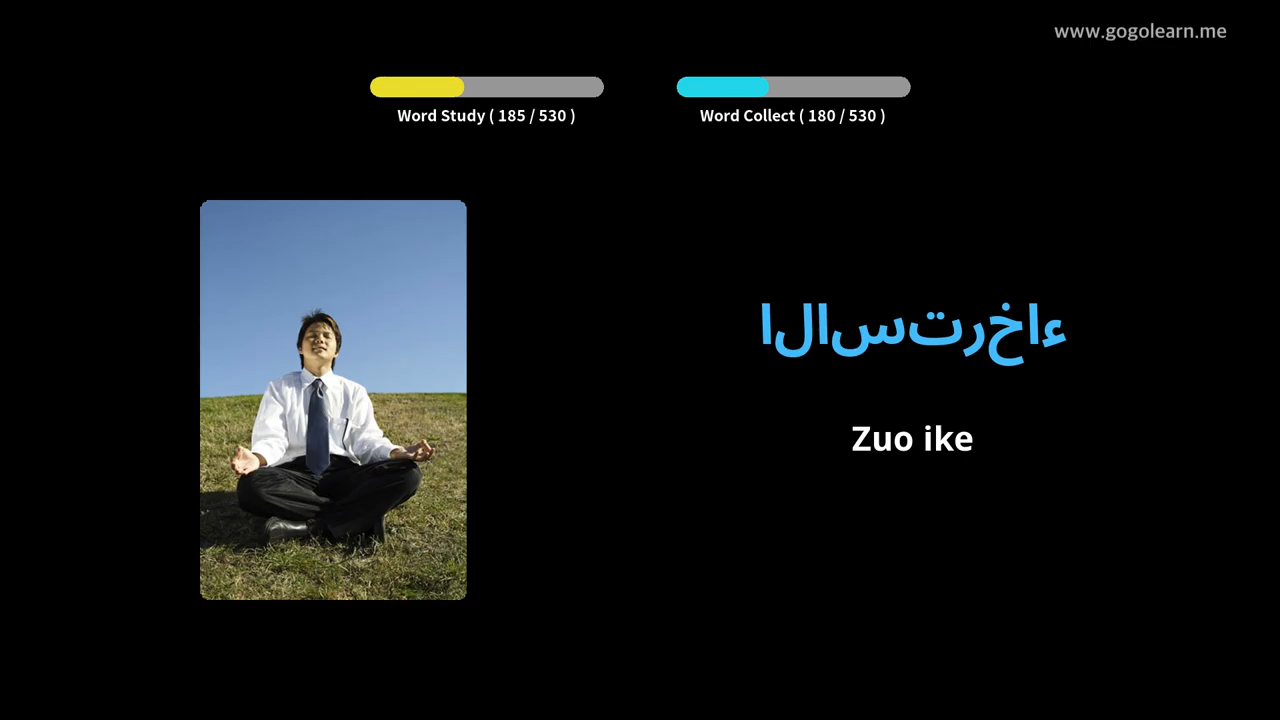 www.gogolearn.me
Word Study ( 185 / 530 )
Word Collect ( 180 / 530 )
الاسترخاء
Zuo ike